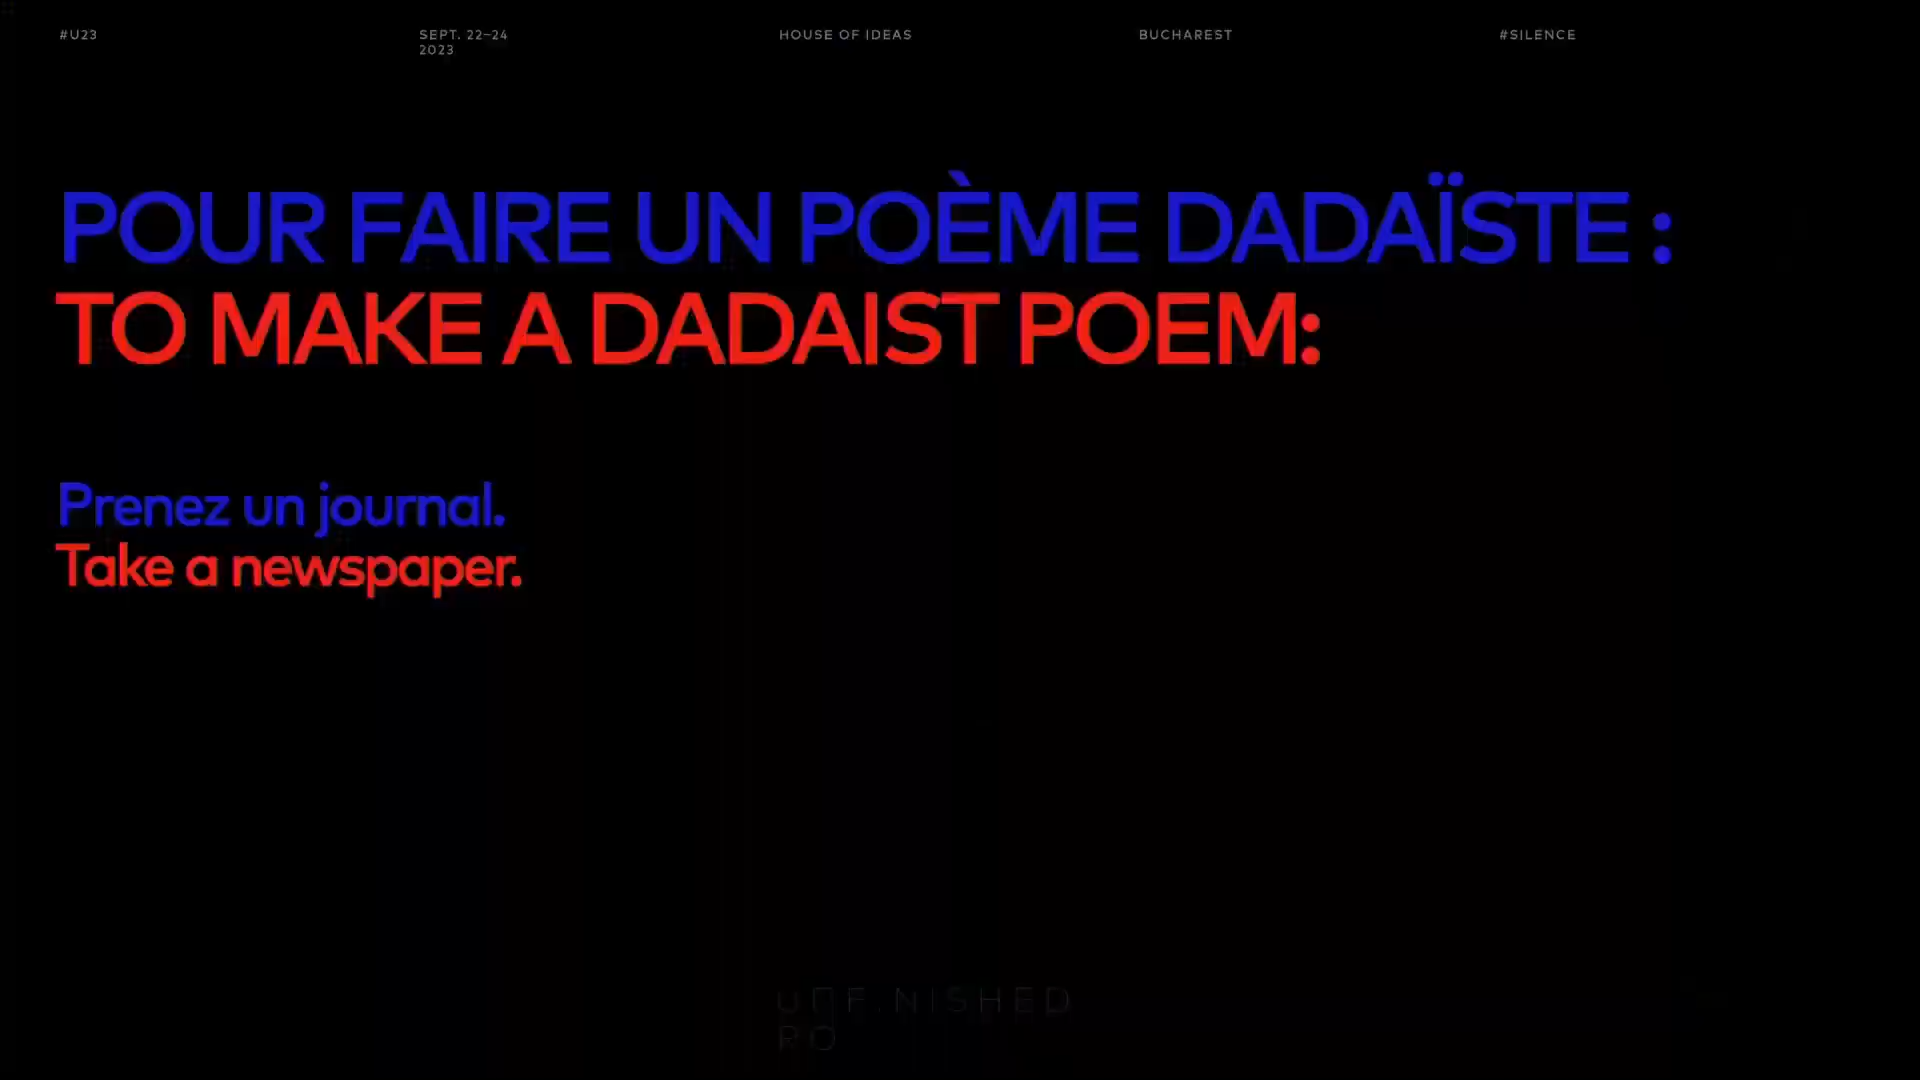 #U23
SEPT. 22–24
2023
HOUSE OF IDEAS
BUCHAREST
#SILENCE
POUR FAIRE UN POÈME DADAÏSTE :
TO MAKE A DADAIST POEM:
Prenez un journal.
Take a newspaper.
RO